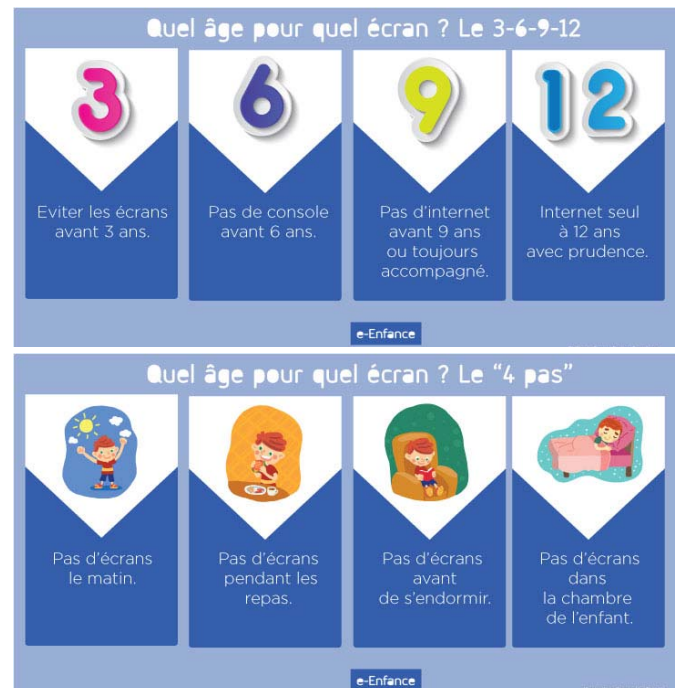 Quel âge pour quel écran ? Le 3-6-9-12
3
6
9
12
Eviter les écrans
avant 3 ans.
Pas de console
avant 6 ans.
Pas d'internet
avant 9 ans
ou toujours
accompagné.
Internet seul
à 12 ans
avec prudence.
e-Enfance
Quel âge pour quel écran ? Le "4 pas"
Pas d'écrans
le matin.
Pas d'écrans
pendant les
repas.
Pas d'écrans
avant
de s'endormir.
Pas d'écrans
dans
la chambre
de l'enfant.
e-Enfance